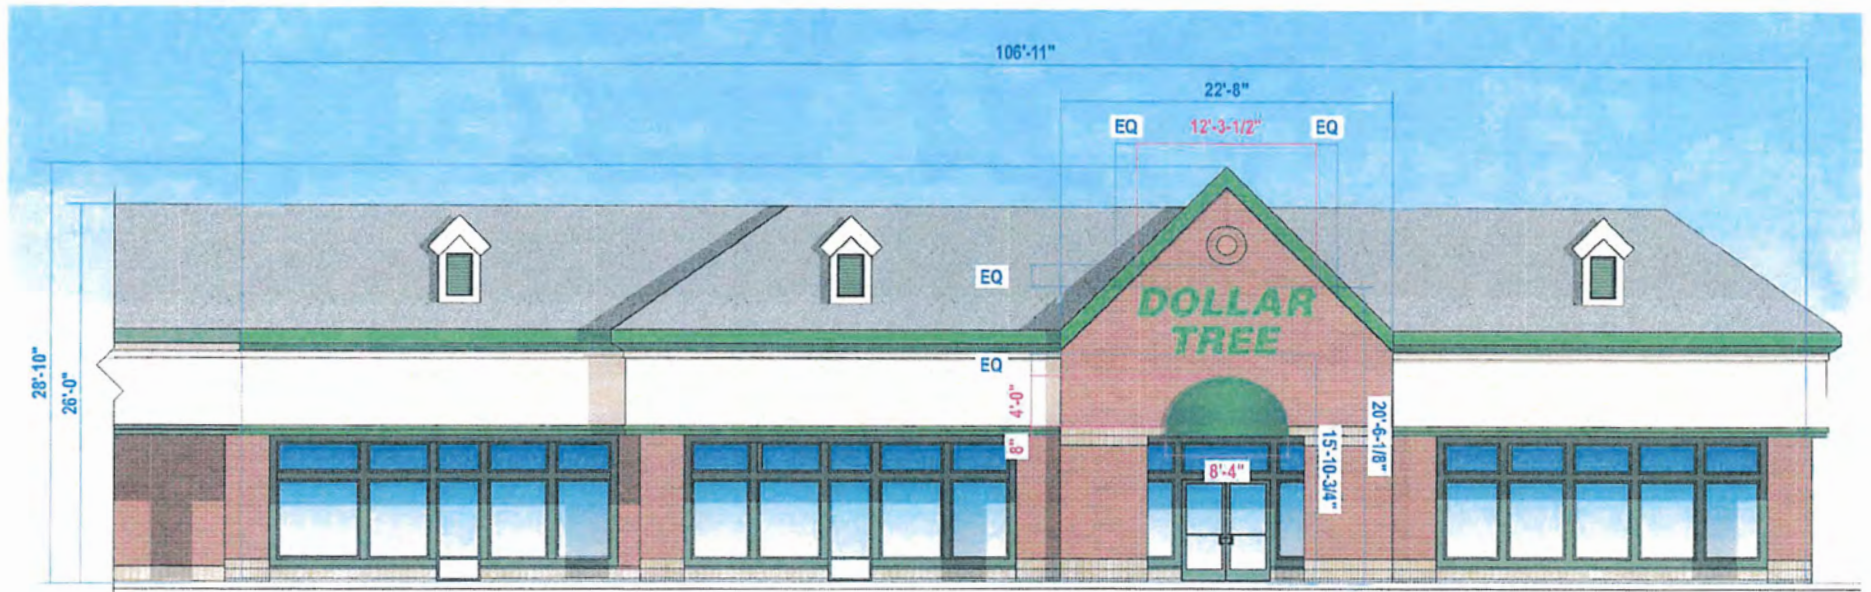 106'-11"
22'-8"
EQ 12'-3-1/2" EQ
EQ
DOLLAR
TREE
EQ
28'-10"
26'-0"
4'-0"
8"
8'-4"
15'-10-3/4"
20'-6-1/8"